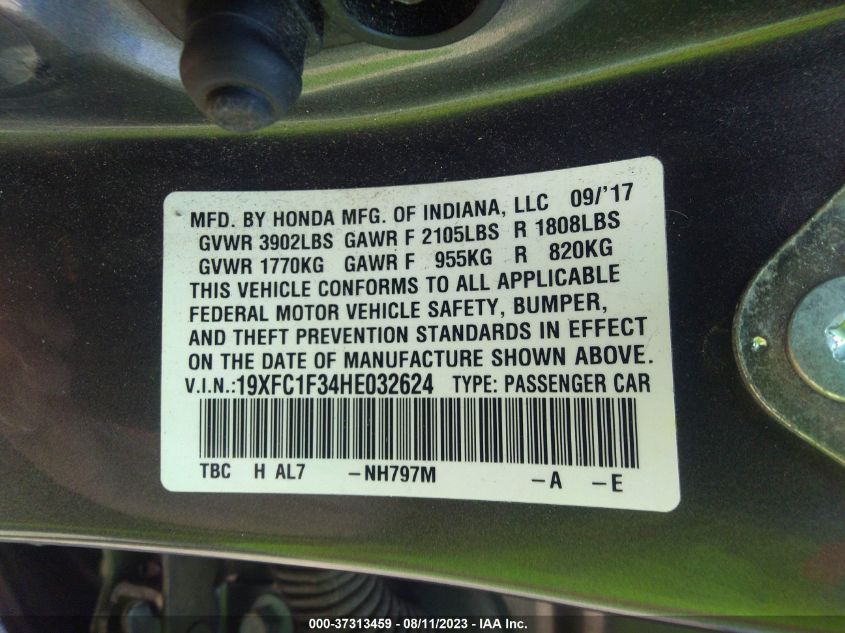 MFD. BY HONDA MFG. OF INDIANA, LLC 09/'17
GVWR 3902LBS GAWR F 2105LBS R 1808LBS
GVWR 1770KG GAWR F 955KG R 820KG
THIS VEHICLE CONFORMS TO ALL APPLICABLE
FEDERAL MOTOR VEHICLE SAFETY, BUMPER,
AND THEFT PREVENTION STANDARDS IN EFFECT
ON THE DATE OF MANUFACTURE SHOWN ABOVE.
V.I.N.:19XFC1F34HE032624 TYPE: PASSENGER CAR
TBC H AL7 -NH797M -A -E
000-37313459 - 08/11/2023 - IAA Inc.